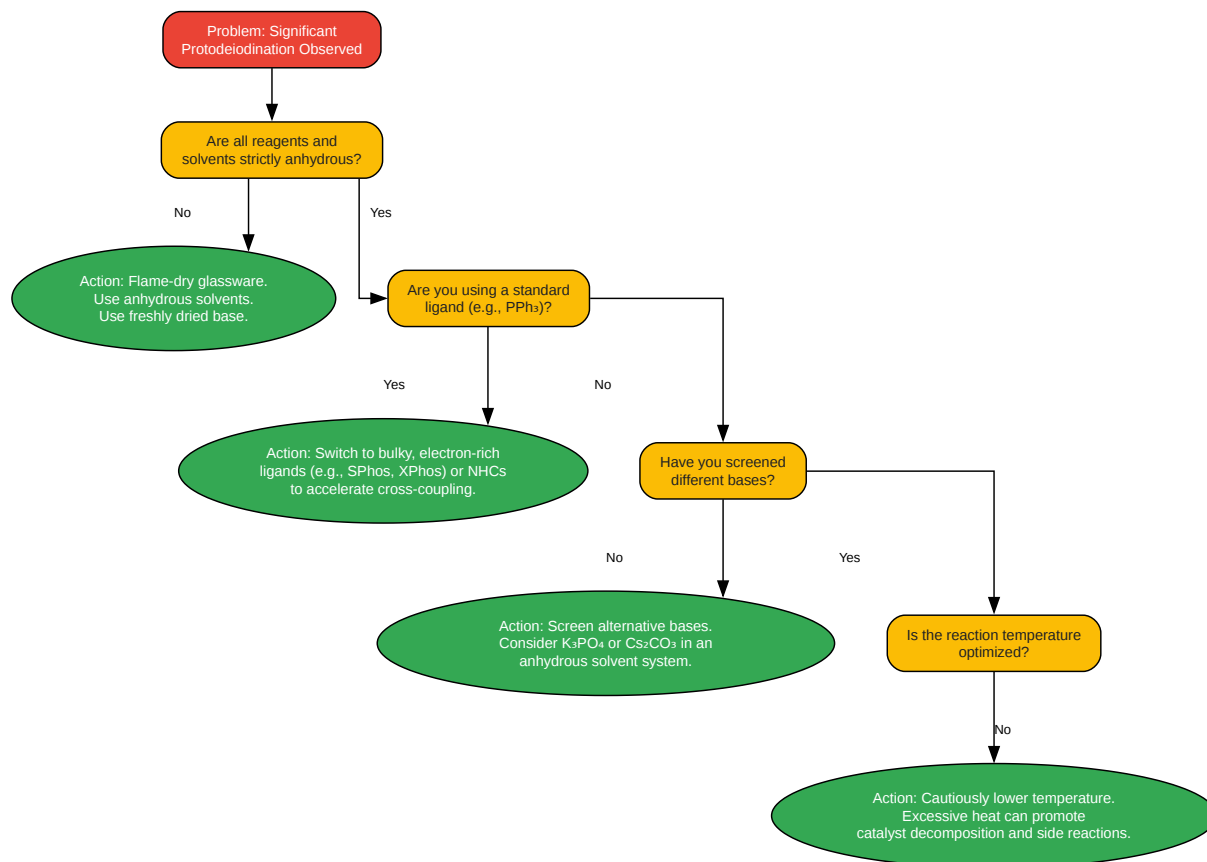 Problem: Significant
Protodeiodination Observed
Are all reagents and
solvents strictly anhydrous?
No
Yes
Action: Flame-dry glassware.
Use anhydrous solvents.
Use freshly dried base.
Are you using a standard
ligand (e.g., PPh₃)?
Yes
No
Action: Switch to bulky, electron-rich
ligands (e.g., SPhos, XPhos) or NHCs
to accelerate cross-coupling.
Have you screened
different bases?
No
Yes
Action: Screen alternative bases.
Consider K₃PO₄ or Cs₂CO₃ in an
anhydrous solvent system.
Is the reaction temperature
optimized?
No
Action: Cautiously lower temperature.
Excessive heat can promote
catalyst decomposition and side reactions.